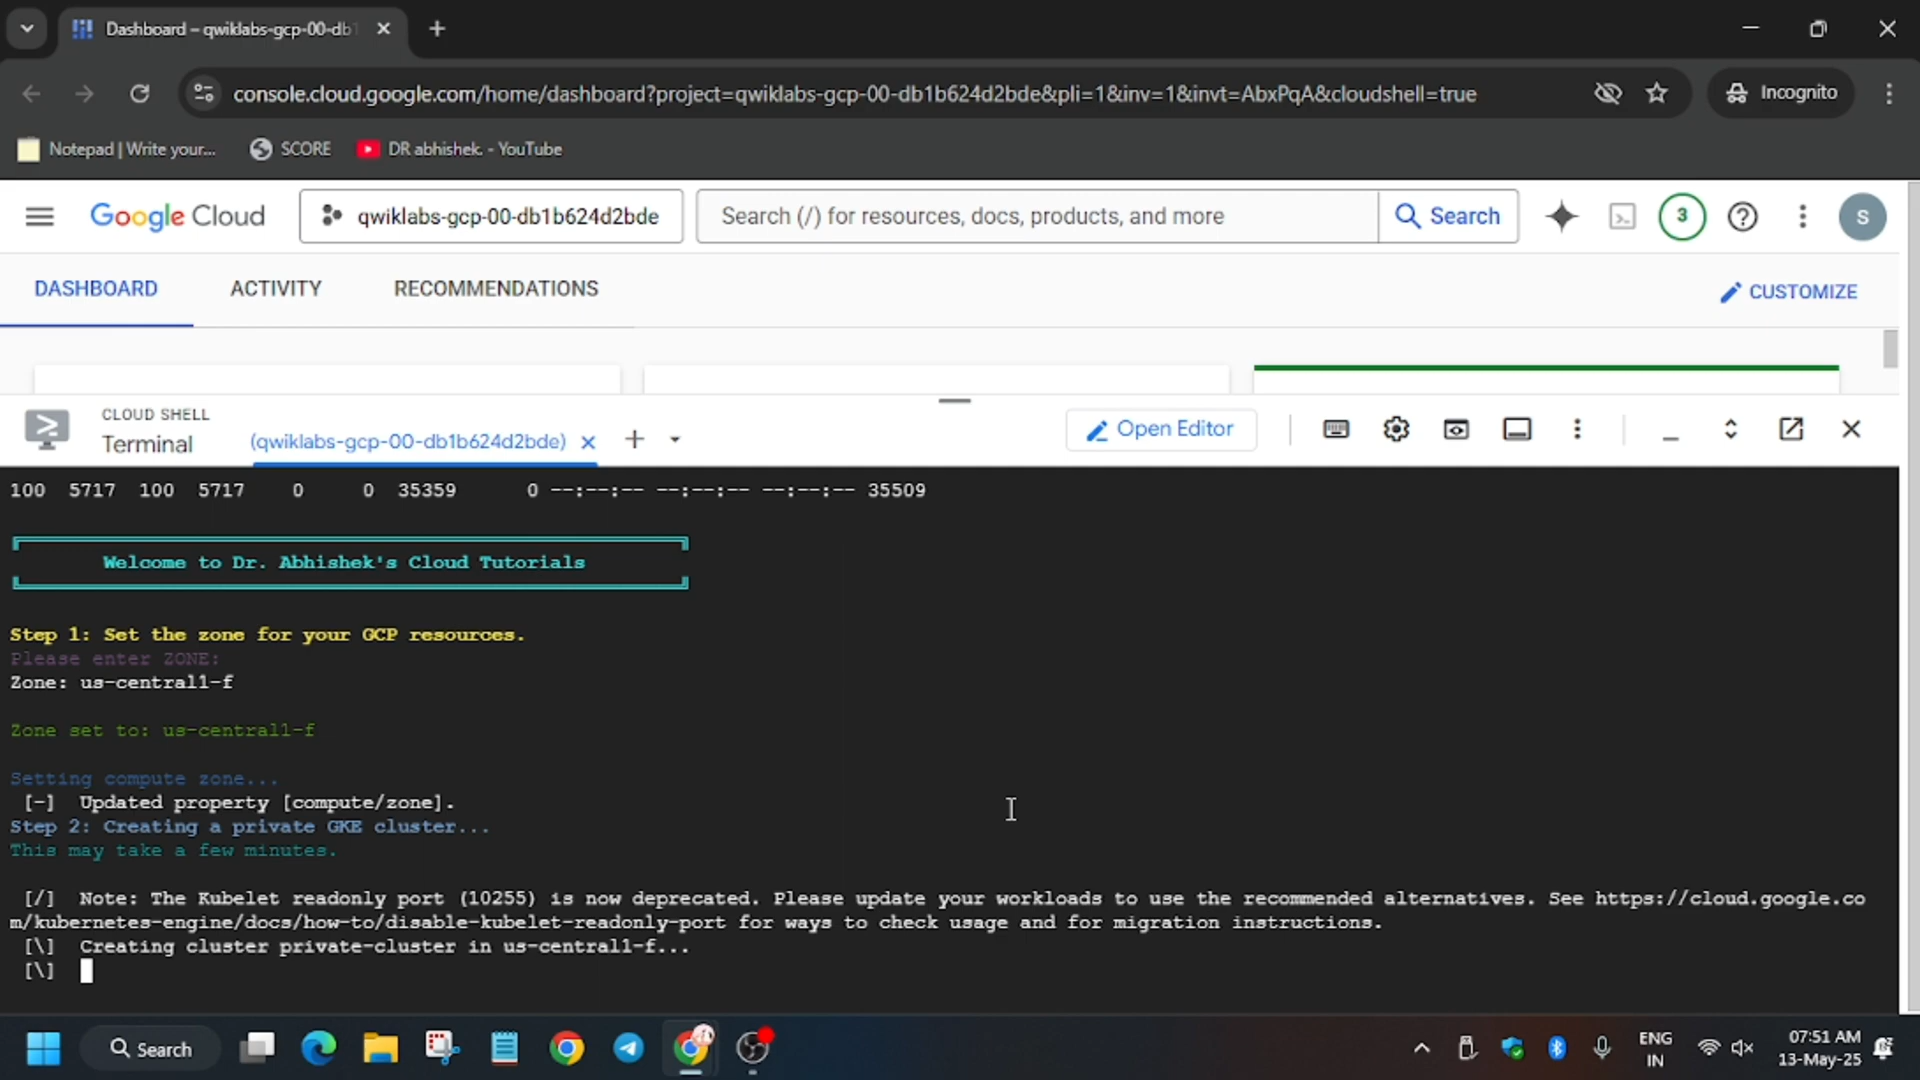 Dashboard – qwiklabs-gcp-00-db1
console.cloud.google.com/home/dashboard?project=qwiklabs-gcp-00-db1b624d2bde&pli=1&inv=1&invt=AbxPqA&cloudshell=true
Incognito
Notepad | Write your...
SCORE
DR abhishek. - YouTube
Google Cloud
qwiklabs-gcp-00-db1b624d2bde
Search (/) for resources, docs, products, and more
Search
3
S
DASHBOARD
ACTIVITY
RECOMMENDATIONS
CUSTOMIZE
CLOUD SHELL
Terminal
(qwiklabs-gcp-00-db1b624d2bde)
Open Editor
100 5717 100 5717 0 0 35359 0 --:--:-- --:--:-- --:--:-- 35509
Welcome to Dr. Abhishek's Cloud Tutorials
Step 1: Set the zone for your GCP resources.
Please enter ZONE:
Zone: us-central1-f
Zone set to: us-central1-f
Setting compute zone...
[-] Updated property [compute/zone].
Step 2: Creating a private GKE cluster...
This may take a few minutes.
[/] Note: The Kubelet readonly port (10255) is now deprecated. Please update your workloads to use the recommended alternatives. See https://cloud.google.co
m/kubernetes-engine/docs/how-to/disable-kubelet-readonly-port for ways to check usage and for migration instructions.
[\] Creating cluster private-cluster in us-central1-f...
[\]
Search
ENG
IN
07:51 AM
13-May-25